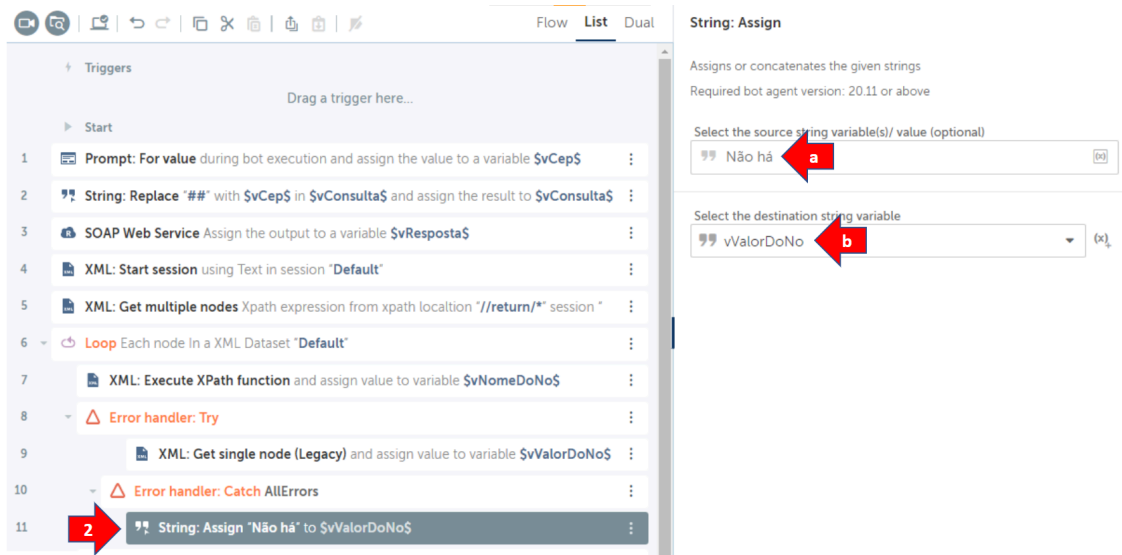 Flow List Dual
Triggers
Drag a trigger here...
Start
1 Prompt: For value during bot execution and assign the value to a variable $vCep$
2 String: Replace "##" with $vCep$ in $vConsulta$ and assign the result to $vConsulta$
3 SOAP Web Service Assign the output to a variable $vResposta$
4 XML: Start session using Text in session "Default"
5 XML: Get multiple nodes Xpath expression from xpath localtion "//return/*" session "
6 Loop Each node In a XML Dataset "Default"
7 XML: Execute XPath function and assign value to variable $vNomeDoNo$
8 Error handler: Try
9 XML: Get single node (Legacy) and assign value to variable $vValorDoNo$
10 Error handler: Catch AllErrors
11 2 String: Assign "Não há" to $vValorDoNo$
String: Assign
Assigns or concatenates the given strings
Required bot agent version: 20.11 or above
Select the source string variable(s)/ value (optional)
Não há a (x)
Select the destination string variable
vValorDoNo b (x)+